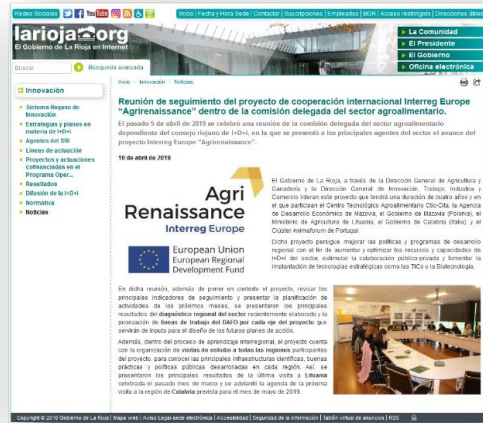 Redes Sociales
Inicio | Fecha y Hora Sede | Contactar | Suscripciones | Empleados | BOR | Acceso restringido | Direcciones útiles
larioja.org
El Gobierno de La Rioja en Internet
La Comunidad
El Presidente
El Gobierno
Oficina electrónica
Buscar
Búsqueda avanzada
Inicio
Innovación
Noticias
Innovación
Sistema Riojano de
Innovación
Estrategias y planes en
materia de I+D+i
Agentes del SRI
Líneas de actuación
Proyectos y actuaciones
cofinanciadas en el
Programa Oper...
Resultados
Difusión de la I+D+i
Normativa
Noticias
Reunión de seguimiento del proyecto de cooperación internacional Interreg Europe
“Agrirenaissance” dentro de la comisión delegada del sector agroalimentario.
El pasado 5 de abril de 2019 se celebró una reunión de la comisión delegada del sector agroalimentario
dependiente del consejo riojano de I+D+i, en la que se presentó a los principales agentes del sector el avance del
proyecto Interreg Europe “Agrirenaissance”.
10 de abril de 2019
Agri
Renaissance
Interreg Europe
European Union
European Regional
Development Fund
El Gobierno de La Rioja, a través de la Dirección General de Agricultura y
Ganadería y la Dirección General de Innovación, Trabajo, Industria y
Comercio lideran este proyecto que tendrá una duración de cuatro años y en
el que participan el Centro Tecnológico Agroalimentario Ctic-Cita, la Agencia
de Desarrollo Económico de Mazovia, el Gobierno de Mazovia (Polonia), el
Ministerio de Agricultura de Lituania, el Gobierno de Calabria (Italia), y el
Clúster Animaforum de Portugal.
Dicho proyecto persigue mejorar las políticas y programas de desarrollo
regional con el fin de aumentar y optimizar los recursos y capacidades de
I+D+i del sector, estimular la colaboración público-privada y fomentar la
implantación de tecnologías estratégicas como las TICs o la Biotecnología.
En dicha reunión, además de poner en contexto el proyecto, revisar los
principales indicadores de seguimiento y presentar la planificación de
actividades de los próximos meses, se presentaron los principales
resultados del diagnóstico regional del sector recientemente elaborado y la
priorización de líneas de trabajo del DAFO por cada eje del proyecto que
servirán de inputs para el diseño de los futuros planes de acción.
Además, dentro del proceso de aprendizaje interregional, el proyecto cuenta
con la organización de visitas de estudio a todas las regiones participantes
del proyecto, para conocer las principales infraestructuras científicas, buenas
prácticas y políticas públicas desarrolladas en cada región. Así, se
presentaron los principales resultados de la última visita a Lituania
celebrada el pasado mes de marzo y se adelantó la agenda de la próxima
visita a la región de Calabria prevista para el mes de mayo de 2019.
Copyright © 2010 Gobierno de La Rioja | Mapa web | Aviso Legal-sede electrónica | Accesibilidad | Seguridad de la información | Tablón virtual de anuncios | RSS